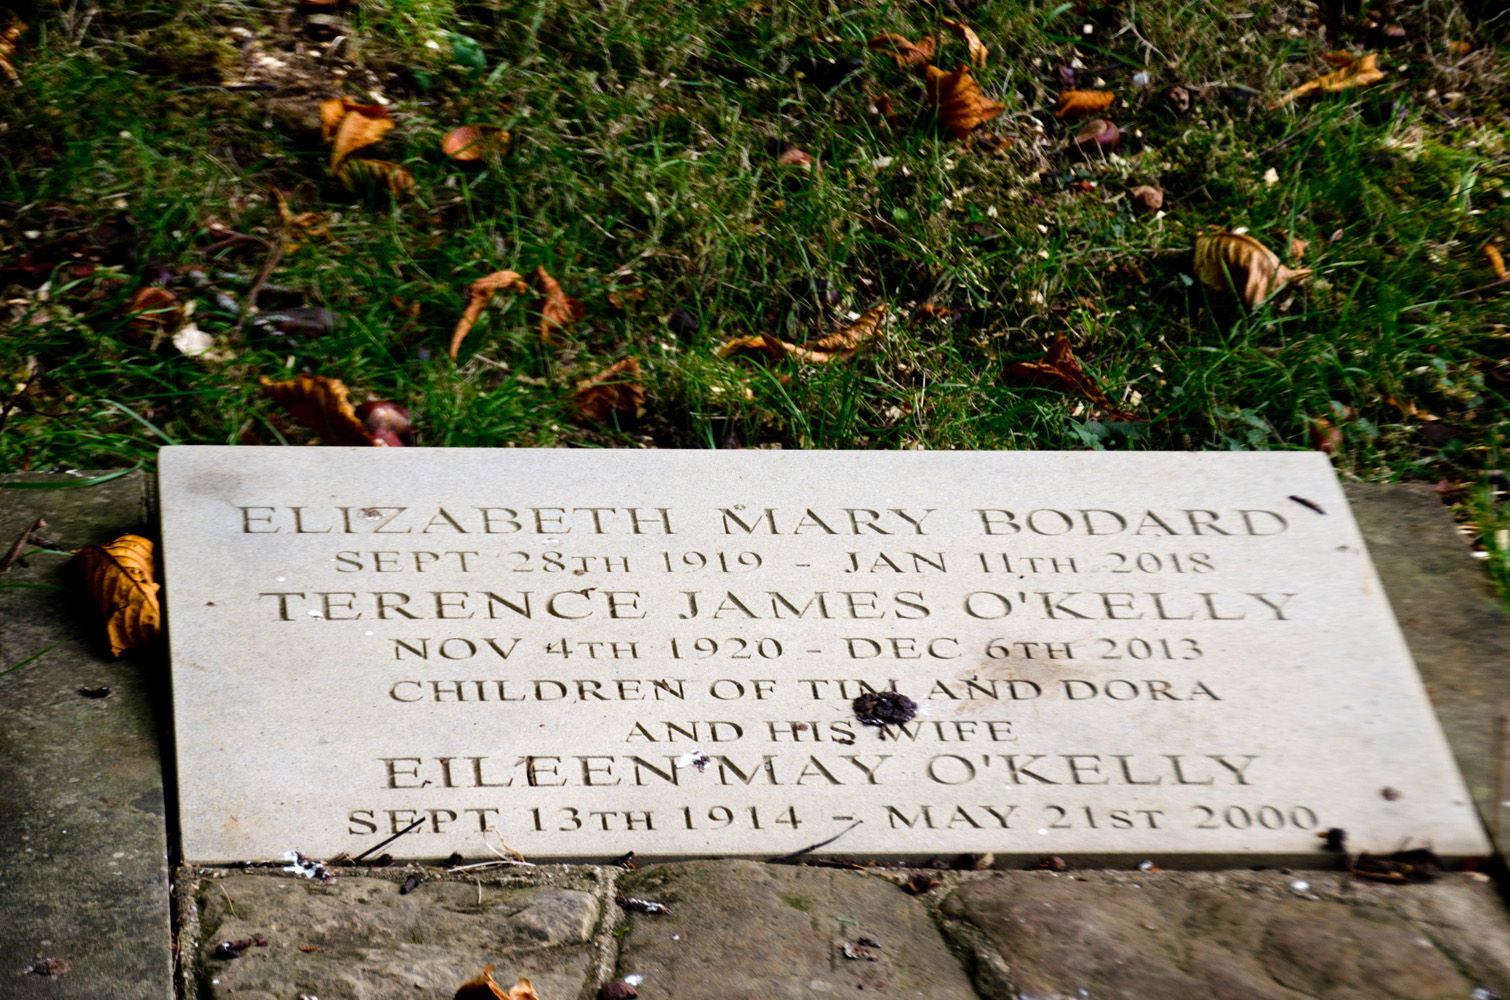 ELIZABETH MARY BODARD
SEPT 28TH 1919 - JAN 11TH 2018
TERENCE JAMES O'KELLY
NOV 4TH 1920 - DEC 6TH 2013
CHILDREN OF TIM AND DORA
AND HIS WIFE
EILEEN MAY O'KELLY
SEPT 13TH 1914 - MAY 21ST 2000